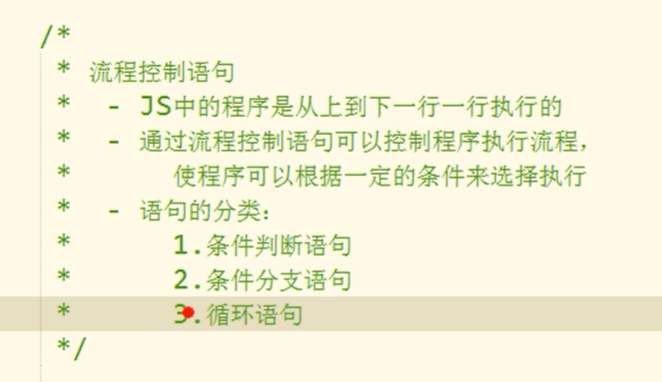 /*
* 流程控制语句
* - JS中的程序是从上到下一行一行执行的
* - 通过流程控制语句可以控制程序执行流程,
* 使程序可以根据一定的条件来选择执行
* - 语句的分类:
* 1.条件判断语句
* 2.条件分支语句
* 3.循环语句
*/